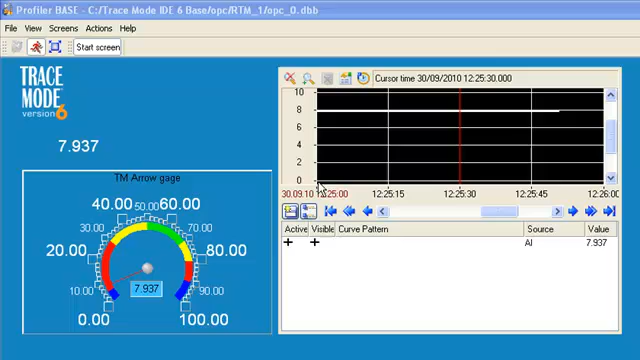 Profiler BASE - C:/Trace Mode IDE 6 Base/opc/RTM_1/opc_0.dbb
File View Screens Actions Help
Start screen
TRACE
MODE
version 6
7.937
TM Arrow gage
0.00
10.00
20.00
30.00
40.00
50.00
60.00
70.00
80.00
90.00
100.00
7.937
Cursor time 30/09/2010 12:25:30.000
10
8
6
4
2
0
30.09.10 12:25:00 12:25:15 12:25:30 12:25:45 12:26:00
Active Visible Curve Pattern Source Value
AI 7.937